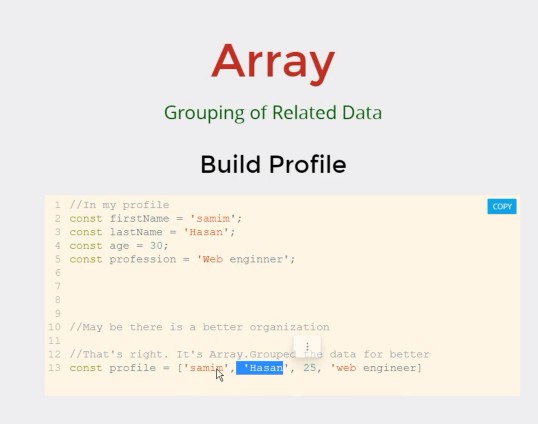 Array
Grouping of Related Data
Build Profile
COPY
1 //In my profile
2 const firstName = 'samim';
3 const lastName = 'Hasan';
4 const age = 30;
5 const profession = 'Web enginner';
6
7
8
9
10 //May be there is a better organization
11
12 //That's right. It's Array.Grouped the data for better
13 const profile = ['samim', 'Hasan', 25, 'web engineer]